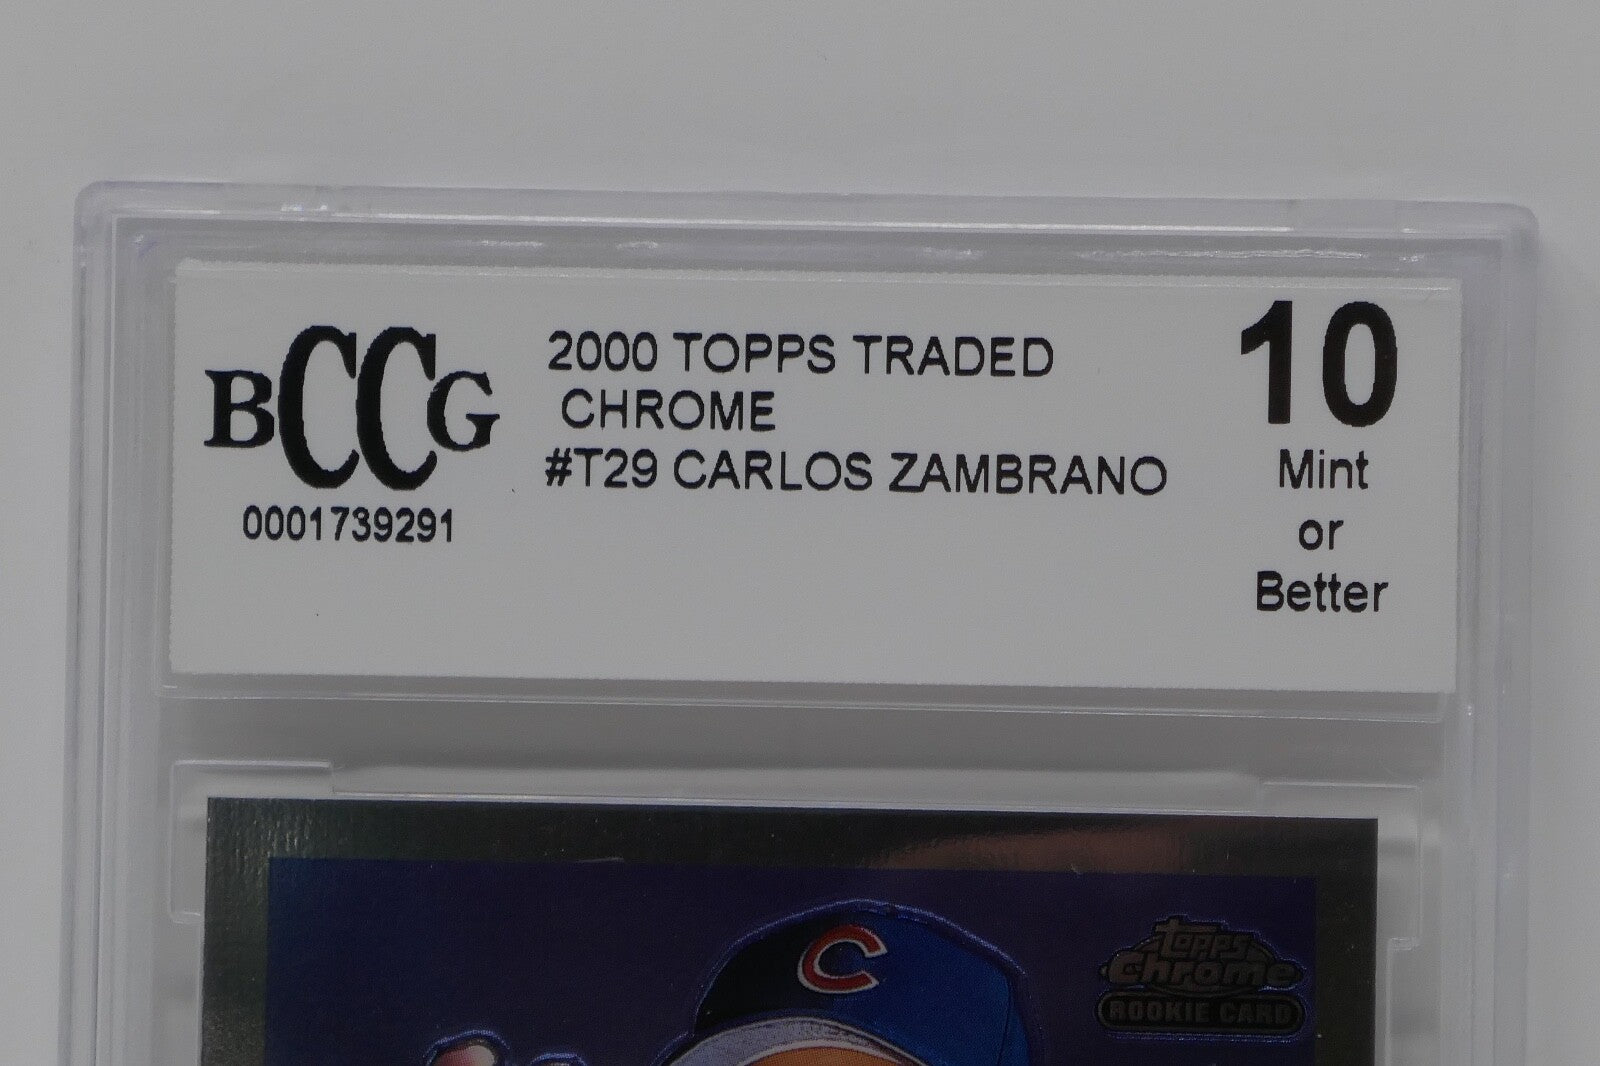 BCCG
0001739291
2000 TOPPS TRADED
CHROME
#T29 CARLOS ZAMBRANO
10
Mint
or
Better
C
topps
Chrome
ROOKIE CARD